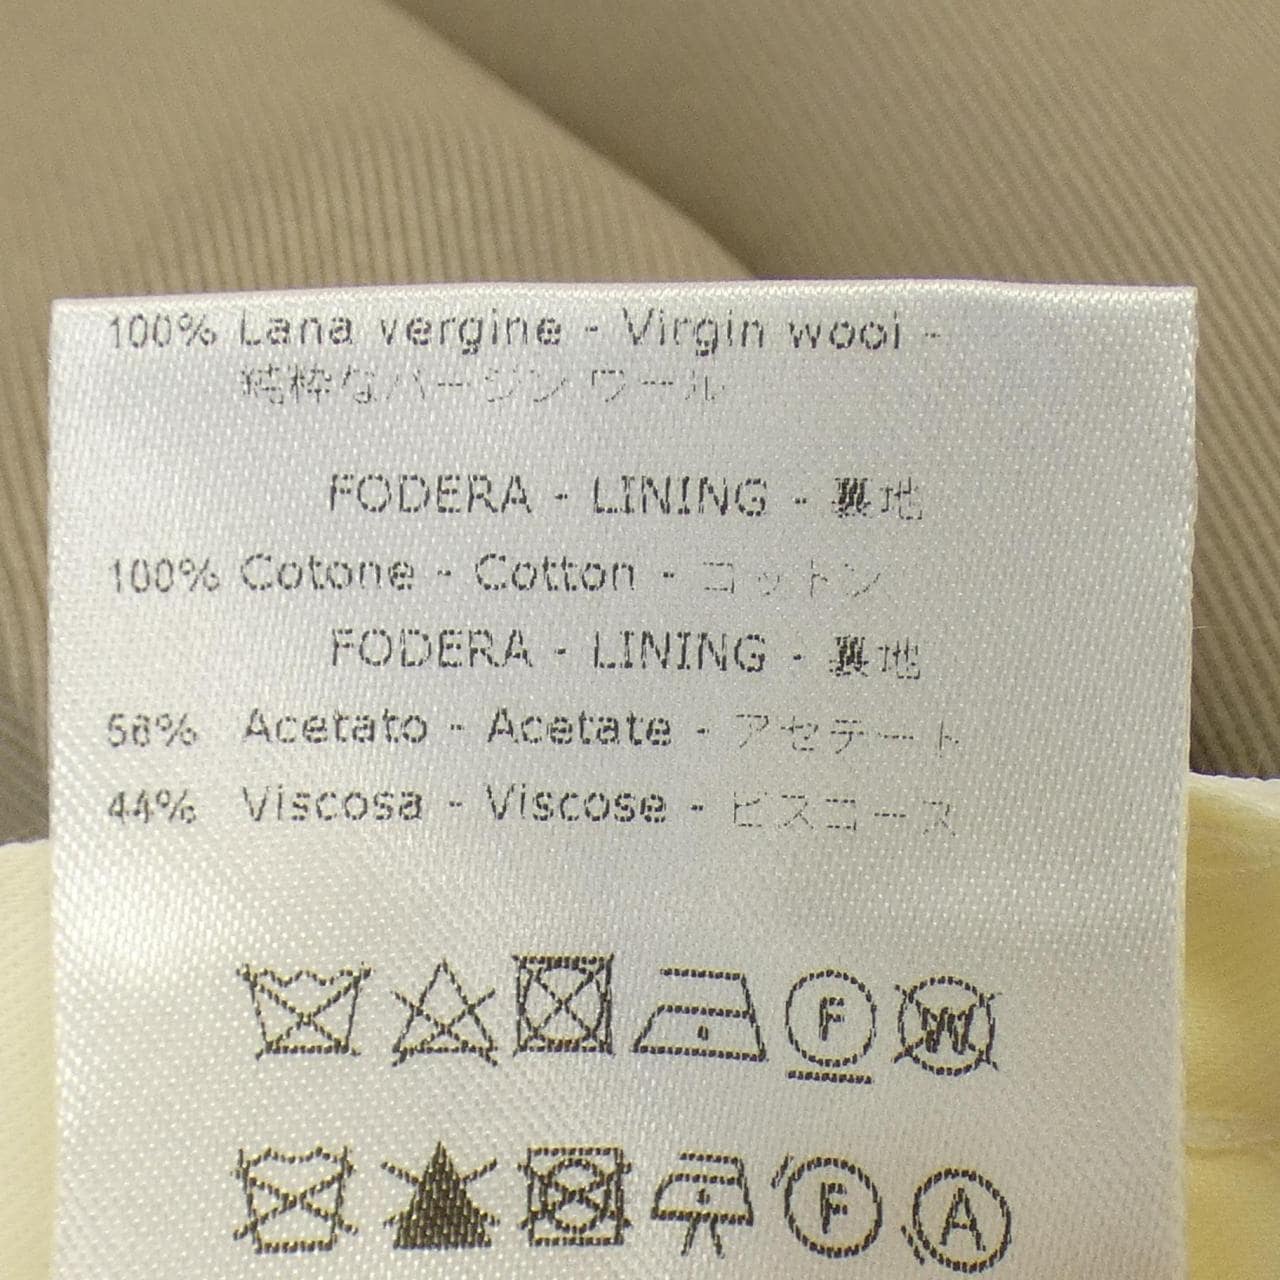 100% Lana vergine - Virgin wool -
純粋なバージンウール
FODERA - LINING - 裏地
100% Cotone - Cotton - コットン
FODERA - LINING - 裏地
56% Acetato - Acetate - アセテート
44% Viscosa - Viscose - ビスコース
F W
F A